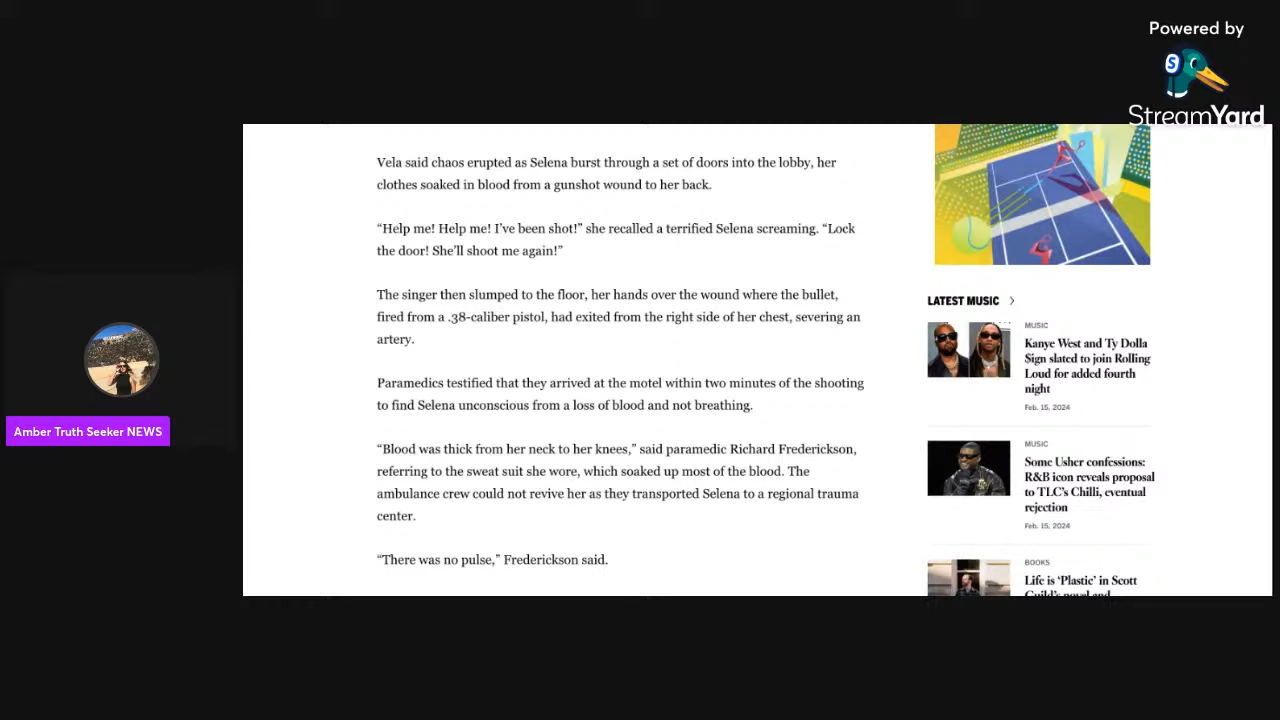 Powered by
StreamYard
Vela said chaos erupted as Selena burst through a set of doors into the lobby, her
clothes soaked in blood from a gunshot wound to her back.
“Help me! Help me! I’ve been shot!” she recalled a terrified Selena screaming. “Lock
the door! She’ll shoot me again!”
The singer then slumped to the floor, her hands over the wound where the bullet,
fired from a .38-caliber pistol, had exited from the right side of her chest, severing an
artery.
Paramedics testified that they arrived at the motel within two minutes of the shooting
to find Selena unconscious from a loss of blood and not breathing.
“Blood was thick from her neck to her knees,” said paramedic Richard Frederickson,
referring to the sweat suit she wore, which soaked up most of the blood. The
ambulance crew could not revive her as they transported Selena to a regional trauma
center.
“There was no pulse,” Frederickson said.
LATEST MUSIC
MUSIC
Kanye West and Ty Dolla
$ign slated to join Rolling
Loud for added fourth
night
Feb. 15, 2024
MUSIC
Some Usher confessions:
R&B icon reveals proposal
to TLC’s Chilli, eventual
rejection
Feb. 15, 2024
BOOKS
Life is ‘Plastic’ in Scott
Guild’s novel and
Amber Truth Seeker NEWS